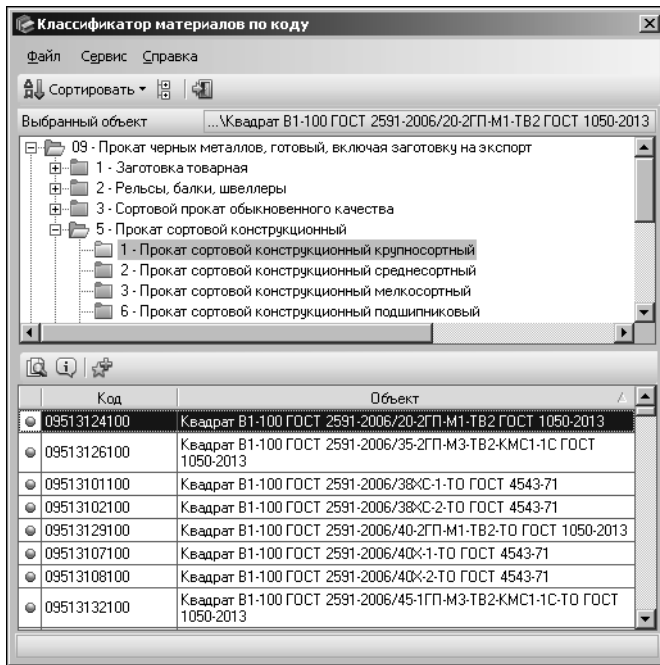 Классификатор материалов по коду
Файл Сервис Справка
Сортировать
Выбранный объект ...\Квадрат В1-100 ГОСТ 2591-2006/20-2ГП-М1-ТВ2 ГОСТ 1050-2013
09 - Прокат черных металлов, готовый, включая заготовку на экспорт
1 - Заготовка товарная
2 - Рельсы, балки, швеллеры
3 - Сортовой прокат обыкновенного качества
5 - Прокат сортовой конструкционный
1 - Прокат сортовой конструкционный крупносортный
2 - Прокат сортовой конструкционный среднесортный
3 - Прокат сортовой конструкционный мелкосортный
6 - Прокат сортовой конструкционный подшипниковый
Код Объект
09513124100 Квадрат В1-100 ГОСТ 2591-2006/20-2ГП-М1-ТВ2 ГОСТ 1050-2013
09513126100 Квадрат В1-100 ГОСТ 2591-2006/35-2ГП-М3-ТВ2-КМС1-1С ГОСТ
1050-2013
09513101100 Квадрат В1-100 ГОСТ 2591-2006/38ХС-1-ТО ГОСТ 4543-71
09513102100 Квадрат В1-100 ГОСТ 2591-2006/38ХС-2-ТО ГОСТ 4543-71
09513129100 Квадрат В1-100 ГОСТ 2591-2006/40-2ГП-М1-ТВ2-ТО ГОСТ 1050-2013
09513107100 Квадрат В1-100 ГОСТ 2591-2006/40Х-1-ТО ГОСТ 4543-71
09513108100 Квадрат В1-100 ГОСТ 2591-2006/40Х-2-ТО ГОСТ 4543-71
09513132100 Квадрат В1-100 ГОСТ 2591-2006/45-1ГП-М3-ТВ2-КМС1-1С-ТО ГОСТ
1050-2013